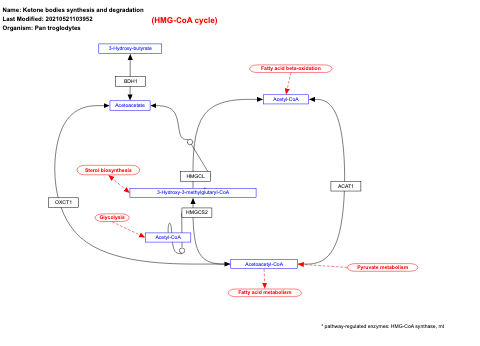 Name: Ketone bodies synthesis and degradation
Last Modified: 20210521103952
(HMG-CoA cycle)
Organism: Pan troglodytes
3-Hydroxy-butyrate
Fatty acid beta-oxidation
BDH1
Acetoacetate
Acetyl-CoA
Sterol biosynthesis
HMGCL
ACAT1
3-Hydroxy-3-methylglutaryl-CoA
OXCT1
HMGCS2
Glycolysis
Acetyl-CoA
Acetoacetyl-CoA
Pyruvate metabolism
Fatty acid metabolism
* pathway-regulated enzymes: HMG-CoA synthase, mt